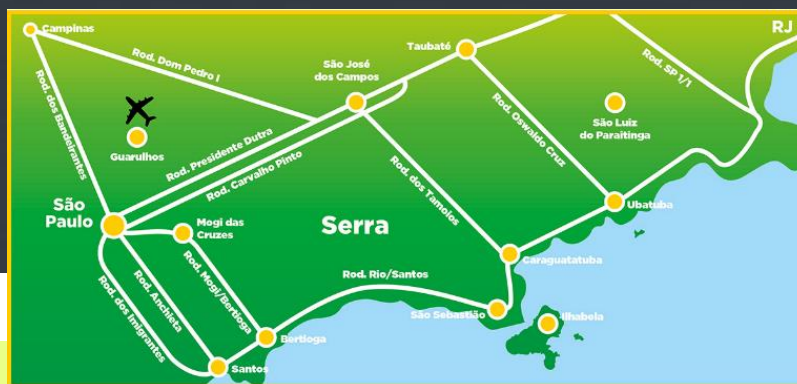 Campinas
Rod. Dom Pedro I
Rod. dos Bandeirantes
Guarulhos
São José
dos Campos
Taubaté
RJ
Rod. SP 1/1
Rod. Oswaldo Cruz
São Luiz
do Paraitinga
Rod. Presidente Dutra
Rod. Carvalho Pinto
Rod. dos Tamoios
São
Paulo
Mogi das
Cruzes
Serra
Ubatuba
Caraguatatuba
Rod. Mogi/Bertioga
Rod. Anchieta
Rod. dos Imigrantes
Rod. Rio/Santos
São Sebastião
Ilhabela
Bertioga
Santos